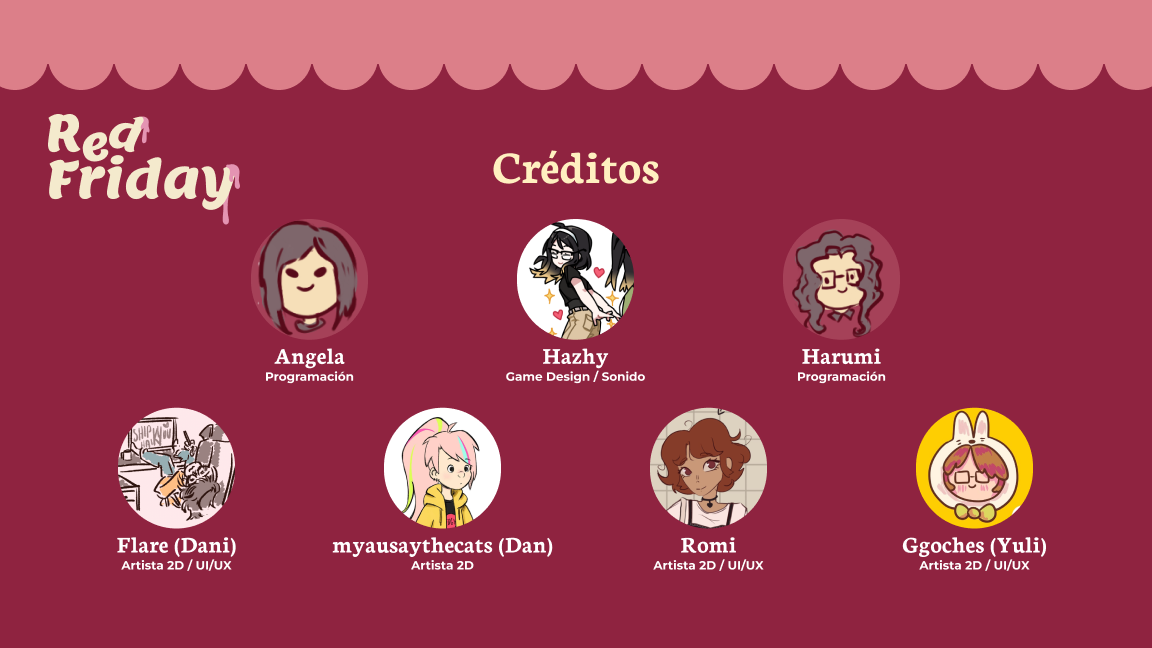 Red
Friday
Créditos
Angela
Programación
Hazhy
Game Design / Sonido
Harumi
Programación
Flare (Dani)
Artista 2D / UI/UX
myausaythecats (Dan)
Artista 2D
Romi
Artista 2D / UI/UX
Ggoches (Yuli)
Artista 2D / UI/UX